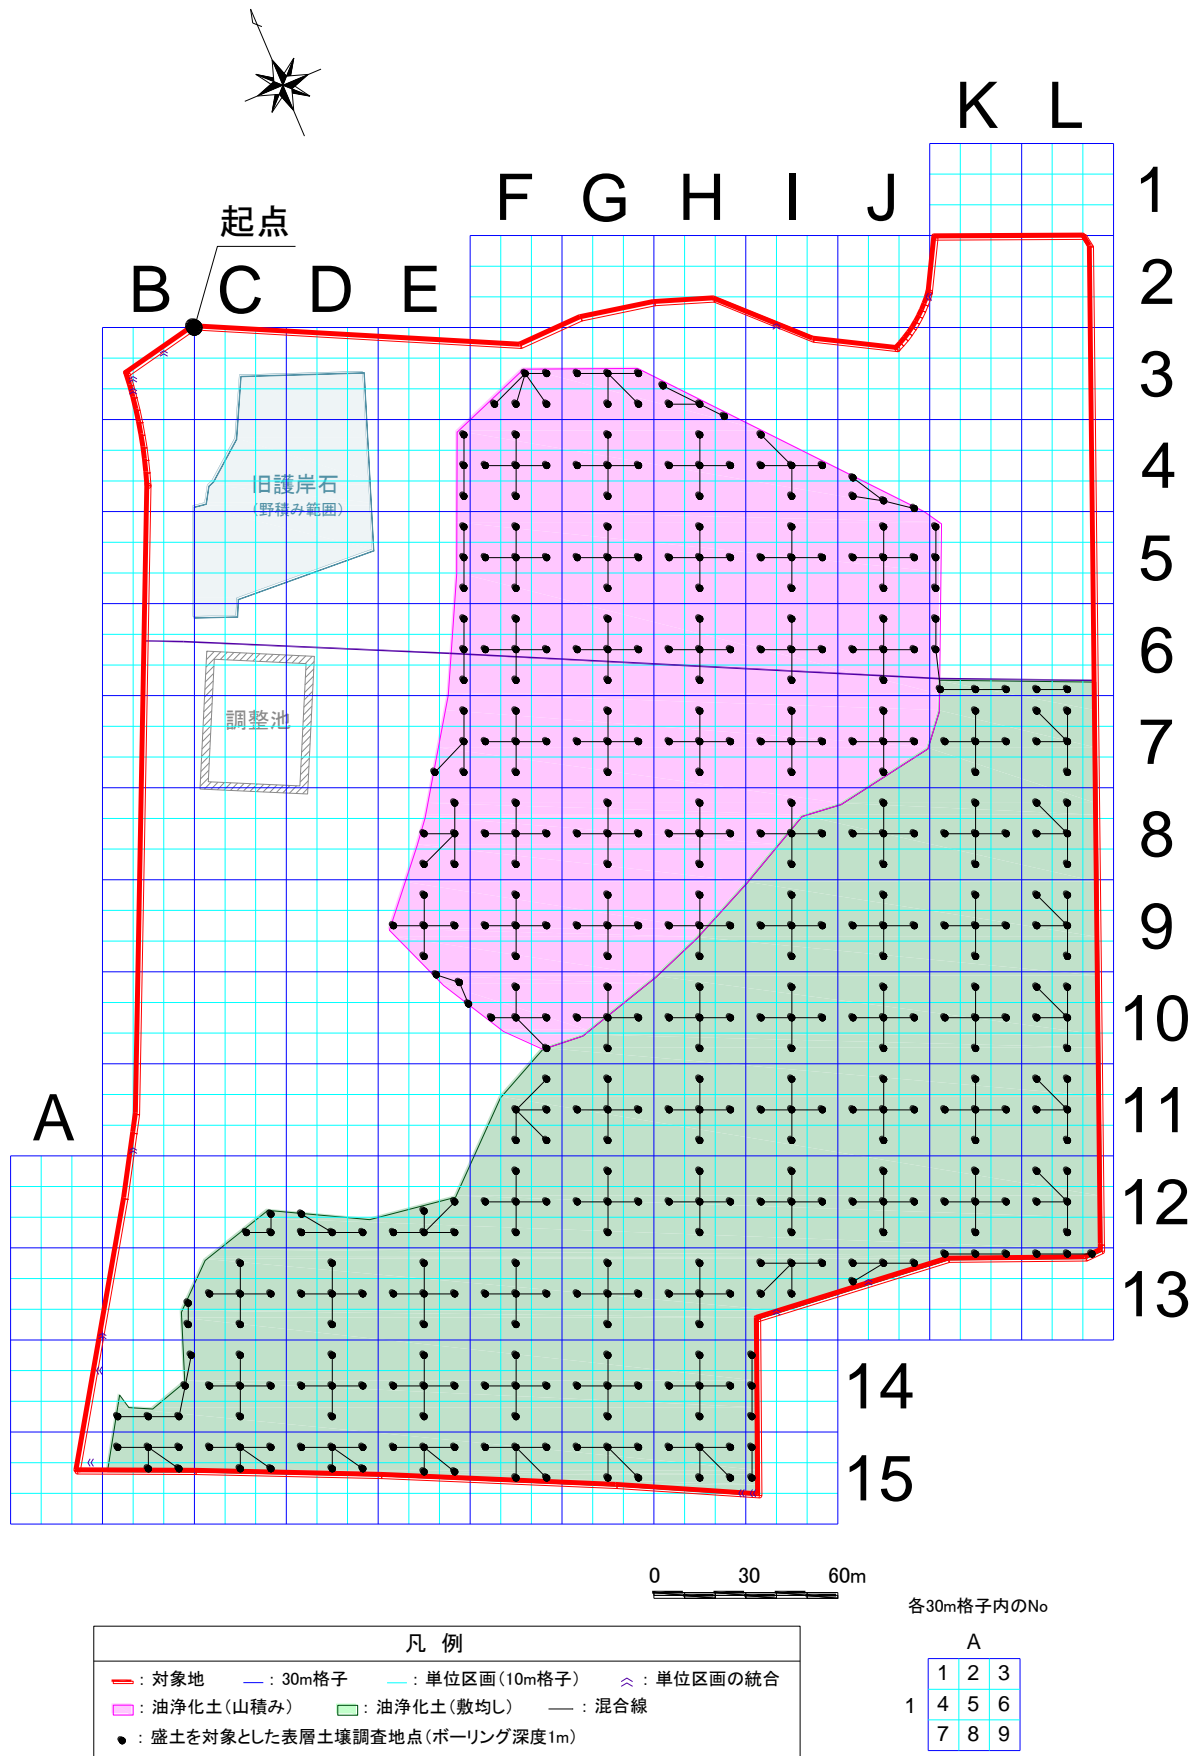 K L
1
F G H I J
起点
2
B C D E
3
旧護岸石
(野積み範囲)
4
5
6
調整池
7
8
9
10
A
11
12
13
14
15
0 30 60m
各30m格子内のNo
A
1 2 3
1 4 5 6
7 8 9
凡 例
：対象地 ：30m格子 ：単位区画(10m格子) ：単位区画の統合
：油浄化土(山積み) ：油浄化土(敷均し) ：混合線
：盛土を対象とした表層土壌調査地点(ボーリング深度1m)